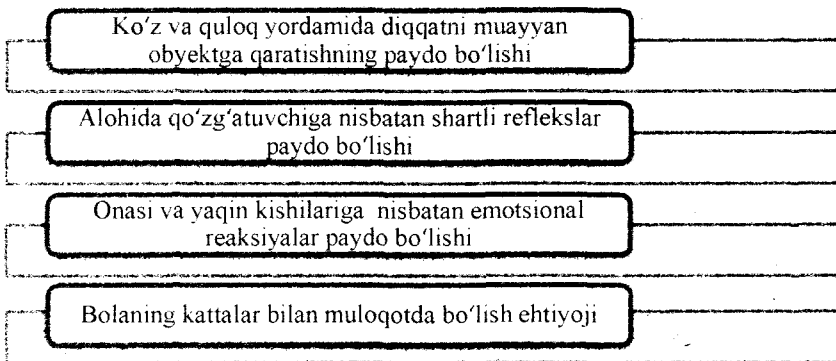 Ko‘z va quloq yordamida diqqatni muayyan
obyektga qaratishning paydo bo‘lishi
Alohida qo‘zg‘atuvchiga nisbatan shartli reflekslar
paydo bo‘lishi
Onasi va yaqin kishilariga nisbatan emotsional
reaksiyalar paydo bo‘lishi
Bolaning kattalar bilan muloqotda bo‘lish ehtiyoji